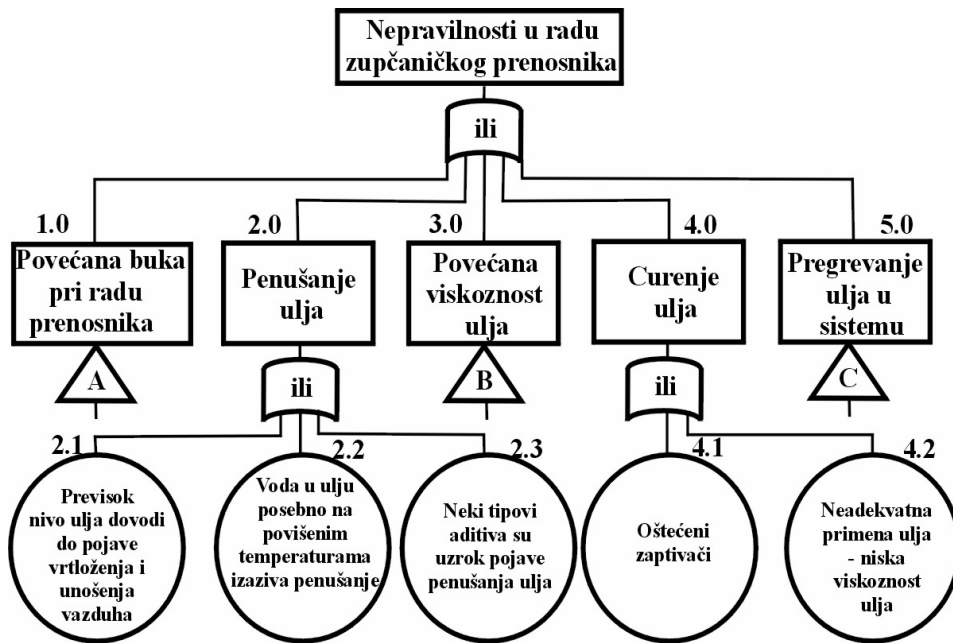 Nepravilnosti u radu
zupčaničkog prenosnika
ili
1.0
2.0
3.0
4.0
5.0
Povećana buka
pri radu
prenosnika
Penušanje
ulja
Povećana
viskoznost
ulja
Curenje
ulja
Pregrevanje
ulja u
sistemu
A
ili
B
ili
C
2.1
2.2
2.3
4.1
4.2
Previsok
nivo ulja dovodi
do pojave
vrtloženja i
unošenja
vazduha
Voda u ulju
posebno na
povišenim
temperaturama
izaziva penušanje
Neki tipovi
aditiva su
uzrok pojave
penušanja ulja
Oštećeni
zaptivači
Neadekvatna
primena ulja
- niska
viskoznost
ulja